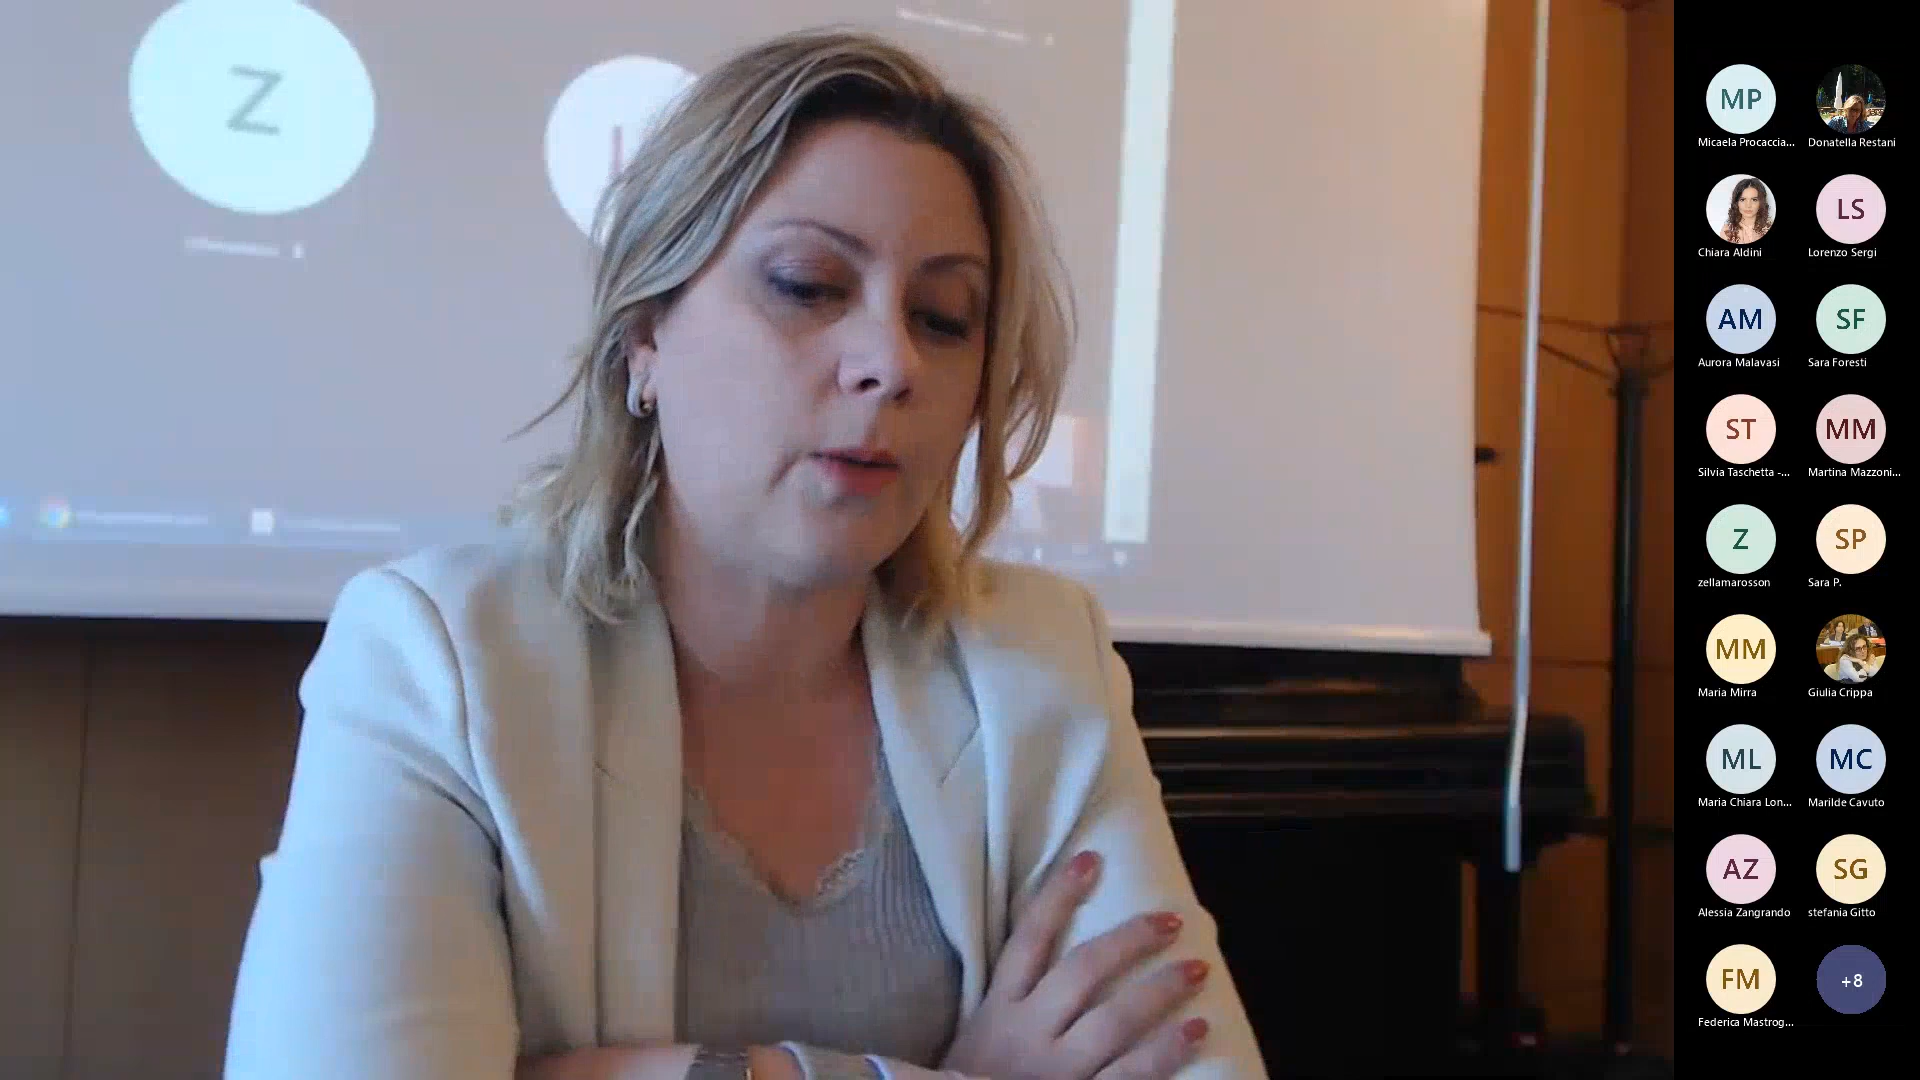 Z
MP
Micaela Procaccia...
Donatella Restani
Chiara Aldini
LS
Lorenzo Sergi
AM
Aurora Malavasi
SF
Sara Foresti
ST
Silvia Taschetta -...
MM
Martina Mazzoni...
Z
zellamarosson
SP
Sara P.
MM
Maria Mirra
Giulia Crippa
ML
Maria Chiara Lon...
MC
Marilde Cavuto
AZ
Alessia Zangrando
SG
stefania Gitto
FM
Federica Mastrog...
+8